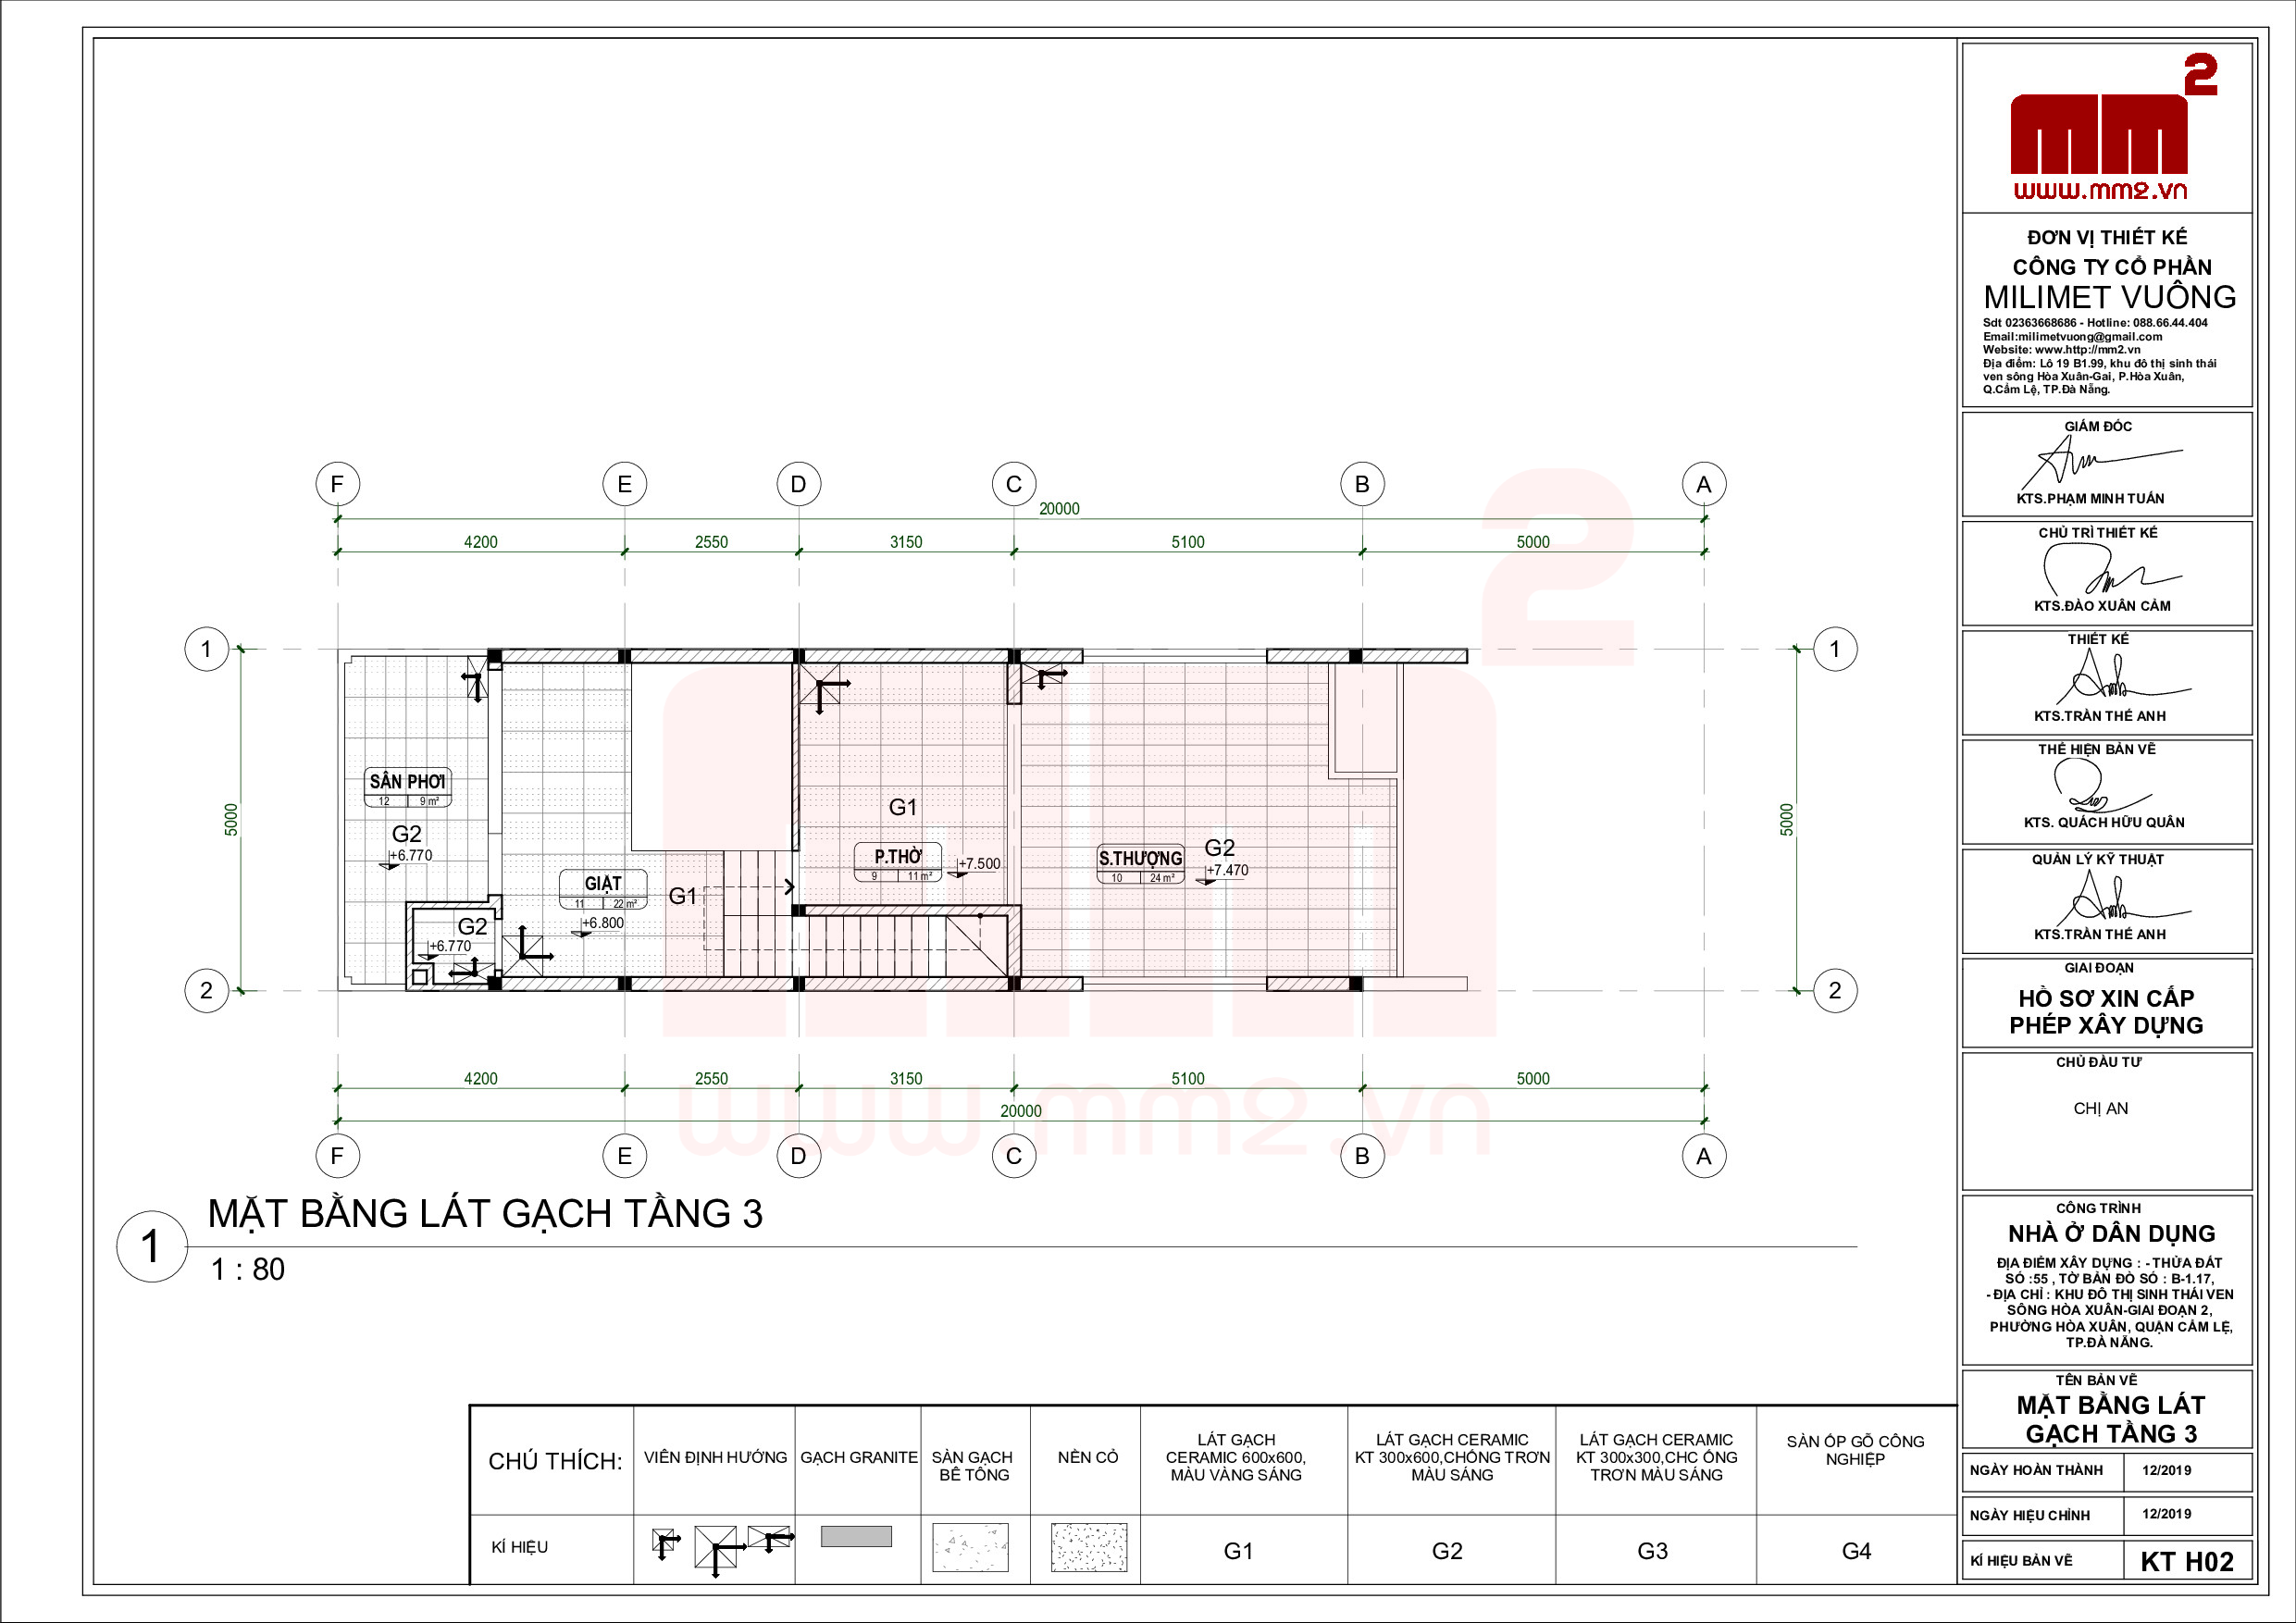 F
E
D
C
B
A
20000
4200
2550
3150
5100
5000
1
1
5000
5000
SÂN PHƠI
12
9 m²
G2
+6.770
G1
P.THỜ
9
11 m²
+7.500
S.THƯỢNG
10
24 m²
G2
+7.470
GIẶT
11
22 m²
G1
+6.800
G2
+6.770
2
2
4200
2550
3150
5100
5000
20000
F
E
D
C
B
A
mm2
www.mm2.vn
1
MẶT BẰNG LÁT GẠCH TẦNG 3
1 : 80
CHÚ THÍCH:
VIÊN ĐỊNH HƯỚNG
GẠCH GRANITE
SÀN GẠCH
BÊ TÔNG
NỀN CỎ
LÁT GẠCH
CERAMIC 600x600,
MÀU VÀNG SÁNG
LÁT GẠCH CERAMIC
KT 300x600,CHỐNG TRƠN
MÀU SÁNG
LÁT GẠCH CERAMIC
KT 300x300,CHC ỐNG
TRƠN MÀU SÁNG
SÀN ỐP GỖ CÔNG
NGHIỆP
KÍ HIỆU
G1
G2
G3
G4
mm2
www.mm2.vn
ĐƠN VỊ THIẾT KẾ
CÔNG TY CỔ PHẦN
MILIMET VUÔNG
Sdt 02363668686 - Hotline: 088.66.44.404
Email:milimetvuong@gmail.com
Website: www.http://mm2.vn
Địa điểm: Lô 19 B1.99, khu đô thị sinh thái
ven sông Hòa Xuân-Gai, P.Hòa Xuân,
Q.Cẩm Lệ, TP.Đà Nẵng.
GIÁM ĐỐC
KTS.PHẠM MINH TUẤN
CHỦ TRÌ THIẾT KẾ
KTS.ĐÀO XUÂN CẢM
THIẾT KẾ
KTS.TRẦN THẾ ANH
THỂ HIỆN BẢN VẼ
KTS. QUÁCH HỮU QUÂN
QUẢN LÝ KỸ THUẬT
KTS.TRẦN THẾ ANH
GIAI ĐOẠN
HỒ SƠ XIN CẤP
PHÉP XÂY DỰNG
CHỦ ĐẦU TƯ
CHỊ AN
CÔNG TRÌNH
NHÀ Ở DÂN DỤNG
ĐỊA ĐIỂM XÂY DỰNG : - THỬA ĐẤT
SỐ :55 , TỜ BẢN ĐỒ SỐ : B-1.17,
- ĐỊA CHỈ : KHU ĐÔ THỊ SINH THÁI VEN
SÔNG HÒA XUÂN-GIAI ĐOẠN 2,
PHƯỜNG HÒA XUÂN, QUẬN CẨM LỆ,
TP.ĐÀ NẴNG.
TÊN BẢN VẼ
MẶT BẰNG LÁT
GẠCH TẦNG 3
NGÀY HOÀN THÀNH
12/2019
NGÀY HIỆU CHỈNH
12/2019
KÍ HIỆU BẢN VẼ
KT H02